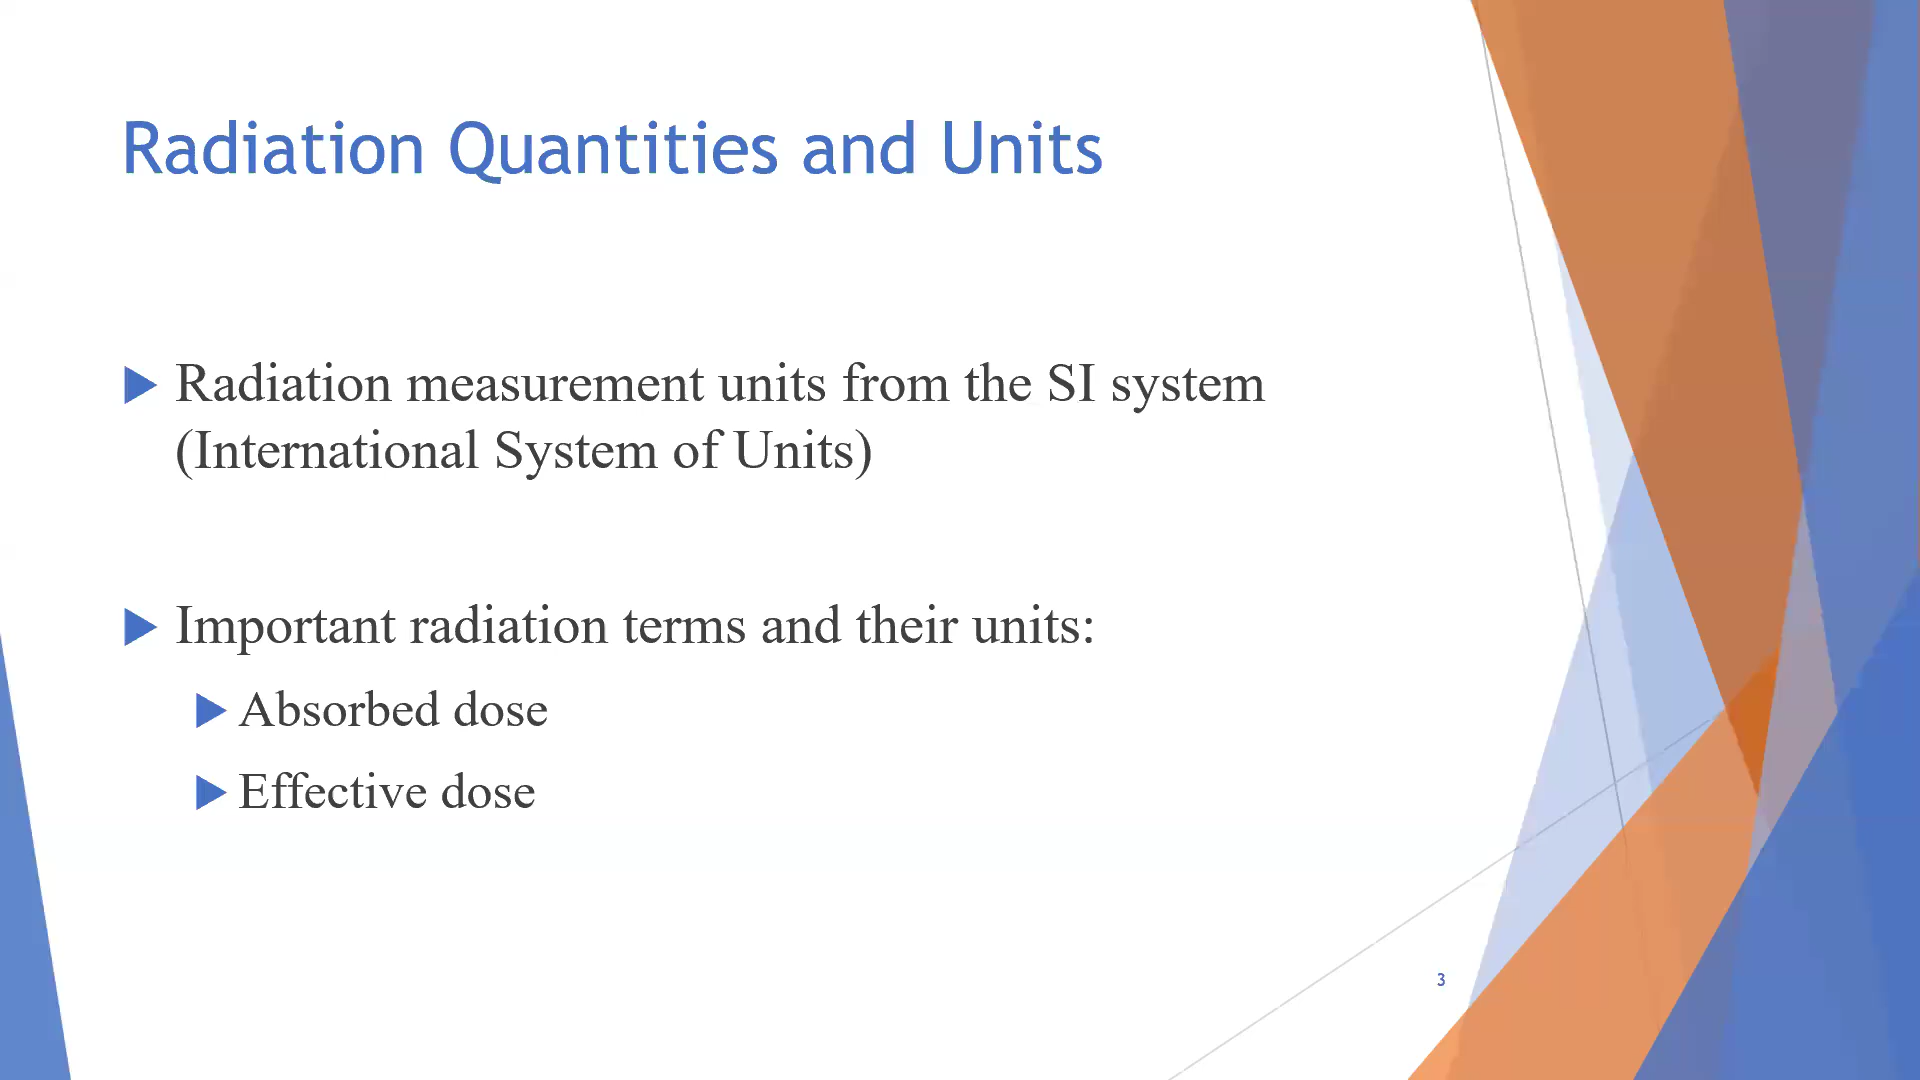 Radiation Quantities and Units
Radiation measurement units from the SI system
(International System of Units)
Important radiation terms and their units:
Absorbed dose
Effective dose
3